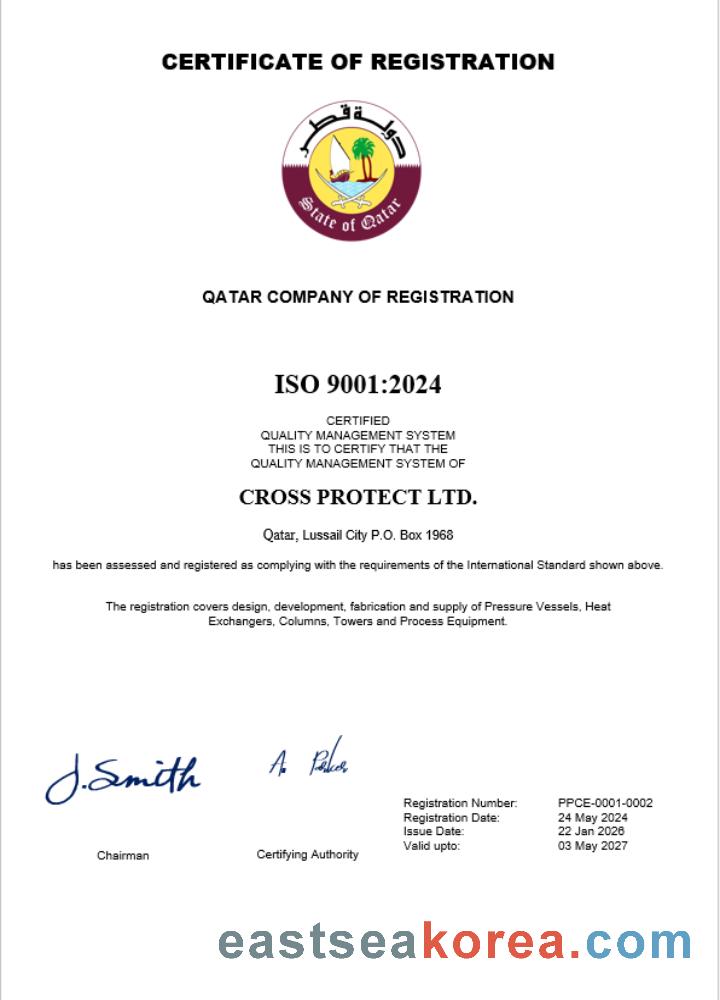 CERTIFICATE OF REGISTRATION
دولة قطر
State of Qatar
QATAR COMPANY OF REGISTRATION
ISO 9001:2024
CERTIFIED
QUALITY MANAGEMENT SYSTEM
THIS IS TO CERTIFY THAT THE
QUALITY MANAGEMENT SYSTEM OF
CROSS PROTECT LTD.
Qatar, Lussail City P.O. Box 1968
has been assessed and registered as complying with the requirements of the International Standard shown above.
The registration covers design, development, fabrication and supply of Pressure Vessels, Heat
Exchangers, Columns, Towers and Process Equipment.
J. Smith
A. Parker
Registration Number: PPCE-0001-0002
Registration Date: 24 May 2024
Issue Date: 22 Jan 2026
Valid upto: 03 May 2027
Chairman
Certifying Authority
eastseakorea.com